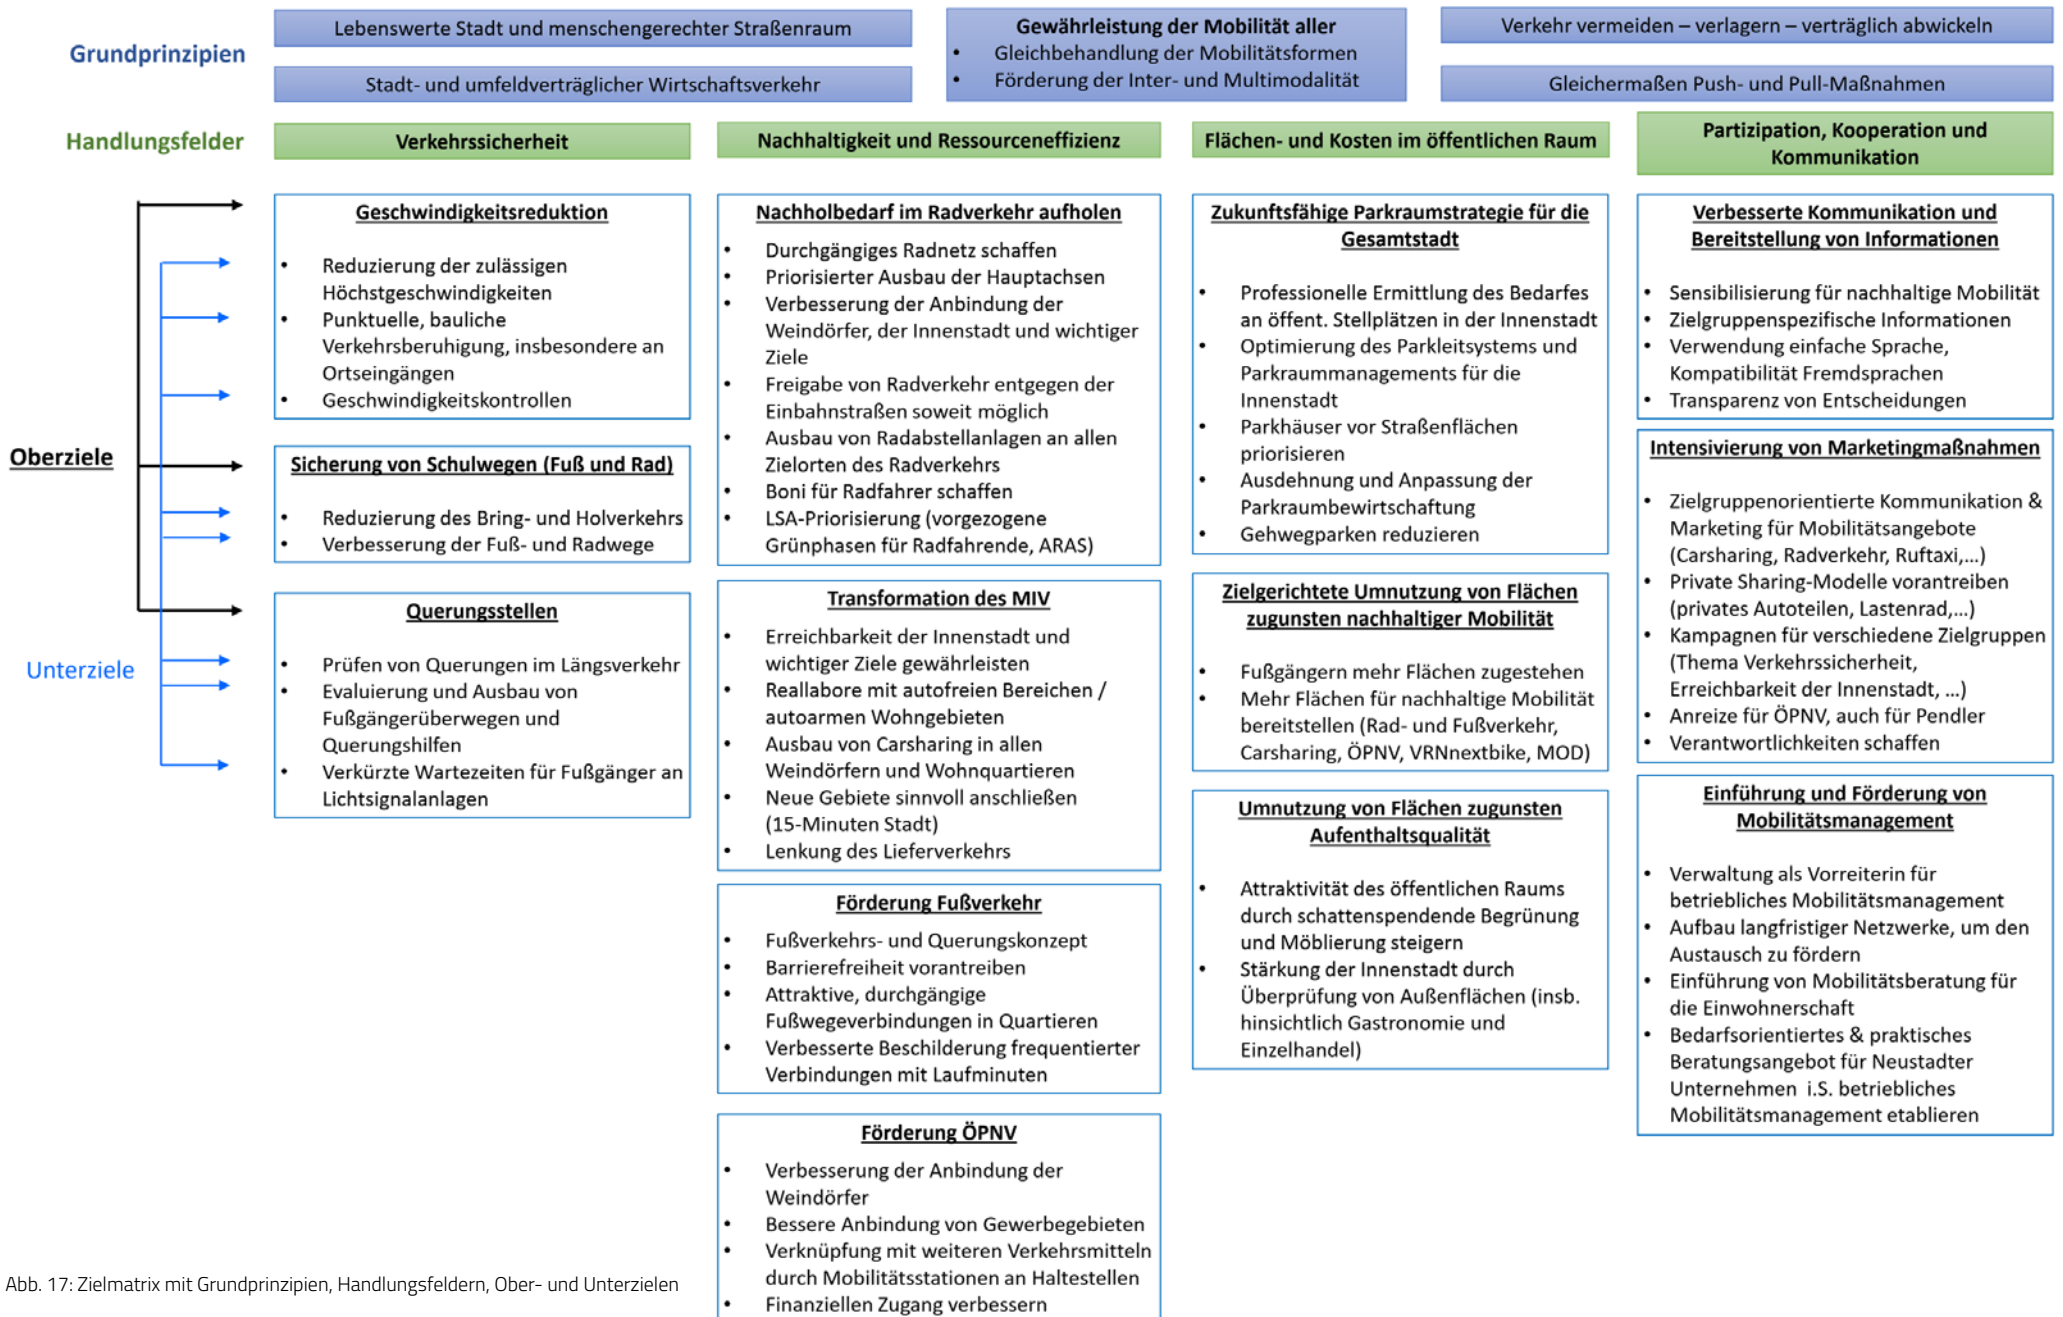 Grundprinzipien
Lebenswerte Stadt und menschengerechter Straßenraum
Stadt- und umfeldverträglicher Wirtschaftsverkehr
Gewährleistung der Mobilität aller
• Gleichbehandlung der Mobilitätsformen
• Förderung der Inter- und Multimodalität
Verkehr vermeiden – verlagern – verträglich abwickeln
Gleichermaßen Push- und Pull-Maßnahmen
Handlungsfelder
Verkehrssicherheit
Nachhaltigkeit und Ressourceneffizienz
Flächen- und Kosten im öffentlichen Raum
Partizipation, Kooperation und
Kommunikation
Oberziele
Unterziele
Geschwindigkeitsreduktion
• Reduzierung der zulässigen
Höchstgeschwindigkeiten
• Punktuelle, bauliche
Verkehrsberuhigung, insbesondere an
Ortseingängen
• Geschwindigkeitskontrollen
Sicherung von Schulwegen (Fuß und Rad)
• Reduzierung des Bring- und Holverkehrs
• Verbesserung der Fuß- und Radwege
Querungsstellen
• Prüfen von Querungen im Längsverkehr
• Evaluierung und Ausbau von
Fußgängerüberwegen und
Querungshilfen
• Verkürzte Wartezeiten für Fußgänger an
Lichtsignalanlagen
Nachholbedarf im Radverkehr aufholen
• Durchgängiges Radnetz schaffen
• Priorisierter Ausbau der Hauptachsen
• Verbesserung der Anbindung der
Weindörfer, der Innenstadt und wichtiger
Ziele
• Freigabe von Radverkehr entgegen der
Einbahnstraßen soweit möglich
• Ausbau von Radabstellanlagen an allen
Zielorten des Radverkehrs
• Boni für Radfahrer schaffen
• LSA-Priorisierung (vorgezogene
Grünphasen für Radfahrende, ARAS)
Transformation des MIV
• Erreichbarkeit der Innenstadt und
wichtiger Ziele gewährleisten
• Reallabore mit autofreien Bereichen /
autoarmen Wohngebieten
• Ausbau von Carsharing in allen
Weindörfern und Wohnquartieren
• Neue Gebiete sinnvoll anschließen
(15-Minuten Stadt)
• Lenkung des Lieferverkehrs
Förderung Fußverkehr
• Fußverkehrs- und Querungskonzept
• Barrierefreiheit vorantreiben
• Attraktive, durchgängige
Fußwegeverbindungen in Quartieren
• Verbesserte Beschilderung frequentierter
Verbindungen mit Laufminuten
Förderung ÖPNV
• Verbesserung der Anbindung der
Weindörfer
• Bessere Anbindung von Gewerbegebieten
• Verknüpfung mit weiteren Verkehrsmitteln
durch Mobilitätsstationen an Haltestellen
• Finanziellen Zugang verbessern
Zukunftsfähige Parkraumstrategie für die
Gesamtstadt
• Professionelle Ermittlung des Bedarfes
an öffent. Stellplätzen in der Innenstadt
• Optimierung des Parkleitsystems und
Parkraummanagements für die
Innenstadt
• Parkhäuser vor Straßenflächen
priorisieren
• Ausdehnung und Anpassung der
Parkraumbewirtschaftung
• Gehwegparken reduzieren
Zielgerichtete Umnutzung von Flächen
zugunsten nachhaltiger Mobilität
• Fußgängern mehr Flächen zugestehen
• Mehr Flächen für nachhaltige Mobilität
bereitstellen (Rad- und Fußverkehr,
Carsharing, ÖPNV, VRNnextbike, MOD)
Umnutzung von Flächen zugunsten
Aufenthaltsqualität
• Attraktivität des öffentlichen Raums
durch schattenspendende Begrünung
und Möblierung steigern
• Stärkung der Innenstadt durch
Überprüfung von Außenflächen (insb.
hinsichtlich Gastronomie und
Einzelhandel)
Verbesserte Kommunikation und
Bereitstellung von Informationen
• Sensibilisierung für nachhaltige Mobilität
• Zielgruppenspezifische Informationen
• Verwendung einfache Sprache,
Kompatibilität Fremdsprachen
• Transparenz von Entscheidungen
Intensivierung von Marketingmaßnahmen
• Zielgruppenorientierte Kommunikation &
Marketing für Mobilitätsangebote
(Carsharing, Radverkehr, Ruftaxi,...)
• Private Sharing-Modelle vorantreiben
(privates Autoteilen, Lastenrad,...)
• Kampagnen für verschiedene Zielgruppen
(Thema Verkehrssicherheit,
Erreichbarkeit der Innenstadt, ...)
• Anreize für ÖPNV, auch für Pendler
• Verantwortlichkeiten schaffen
Einführung und Förderung von
Mobilitätsmanagement
• Verwaltung als Vorreiterin für
betriebliches Mobilitätsmanagement
• Aufbau langfristiger Netzwerke, um den
Austausch zu fördern
• Einführung von Mobilitätsberatung für
die Einwohnerschaft
• Bedarfsorientiertes & praktisches
Beratungsangebot für Neustadter
Unternehmen i.S. betriebliches
Mobilitätsmanagement etablieren
Abb. 17: Zielmatrix mit Grundprinzipien, Handlungsfeldern, Ober- und Unterzielen